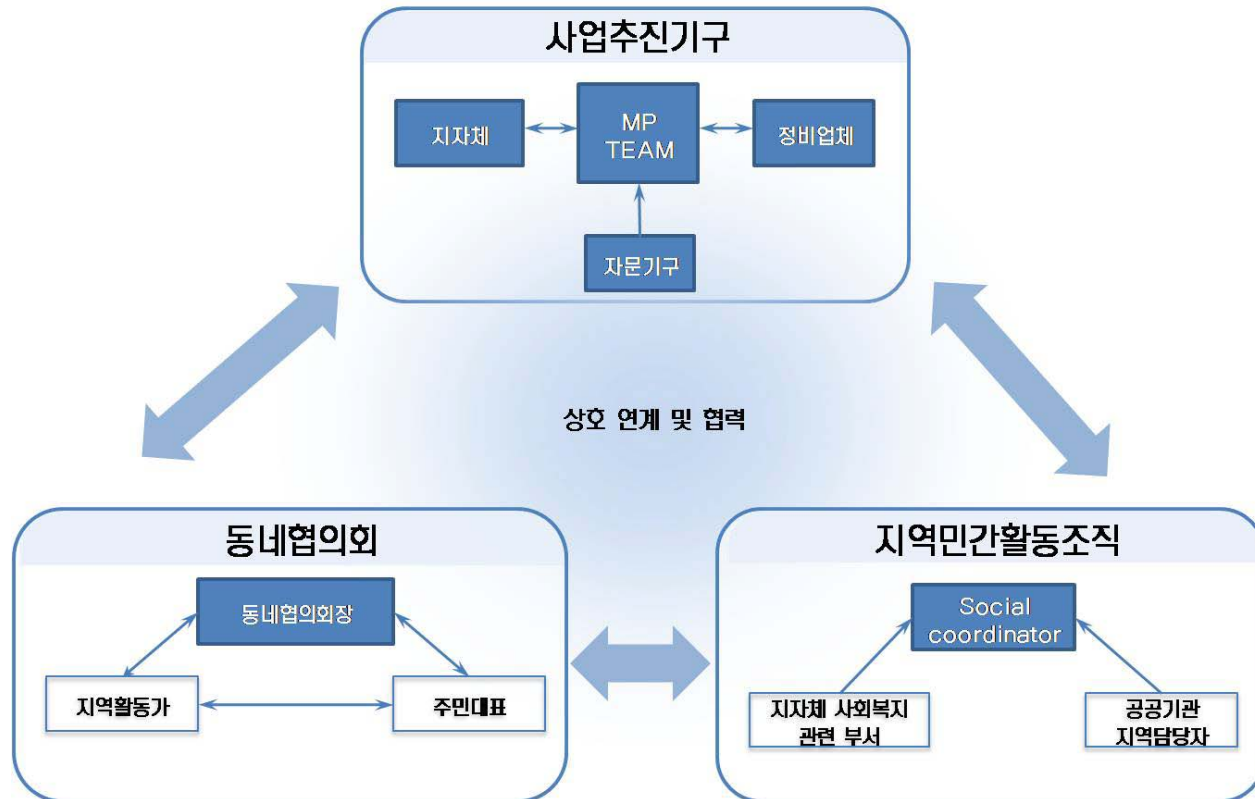 사업추진기구
지자체
MP
TEAM
정비업체
자문기구
상호 연계 및 협력
동네협의회
동네협의회장
지역활동가
주민대표
지역민간활동조직
Social
coordinator
지자체 사회복지
관련 부서
공공기관
지역담당자